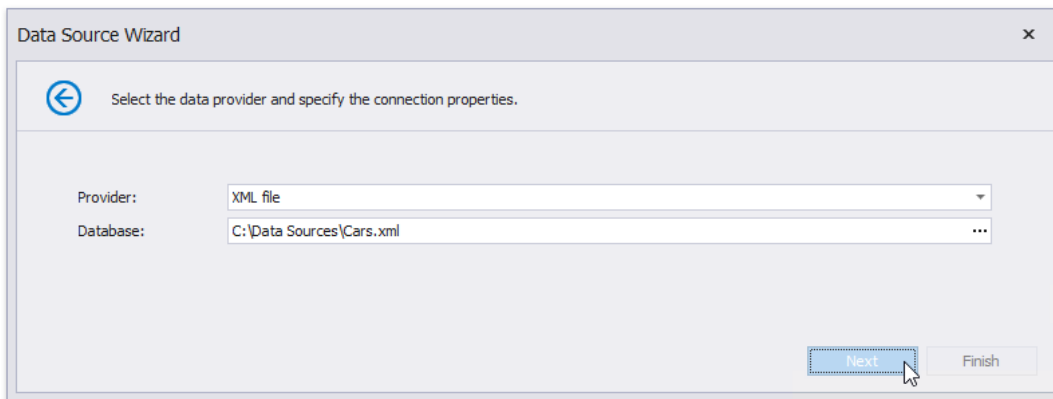 Data Source Wizard
Select the data provider and specify the connection properties.
Provider: XML file
Database: C:\Data Sources\Cars.xml ...
Next Finish